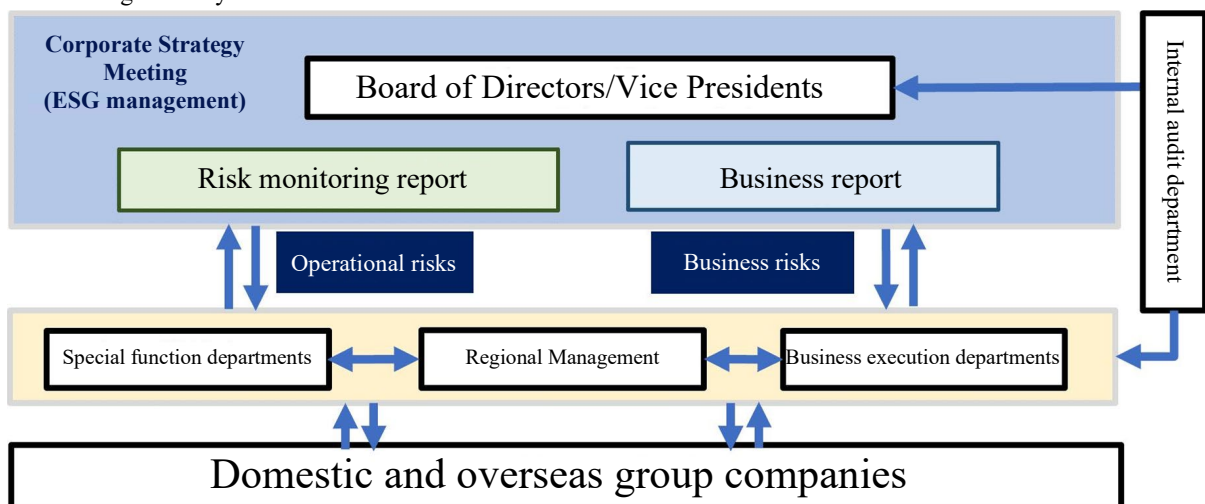 Corporate Strategy
Meeting
(ESG management)
Board of Directors/Vice Presidents
Internal audit department
Risk monitoring report
Business report
Operational risks
Business risks
Special function departments
Regional Management
Business execution departments
Domestic and overseas group companies